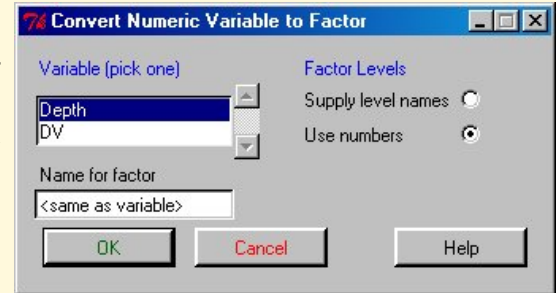 Convert Numeric Variable to Factor
Variable (pick one)
Depth
DV
Name for factor
<same as variable>
Factor Levels
Supply level names
Use numbers
OK Cancel Help